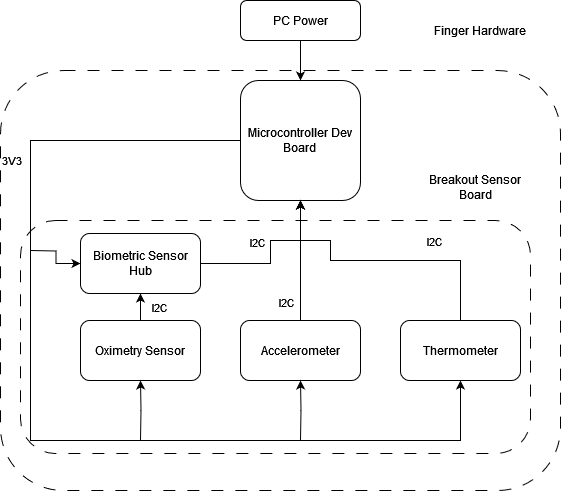 PC Power
Finger Hardware
Microcontroller Dev
Board
3V3
Breakout Sensor
Board
Biometric Sensor
Hub
I2C
I2C
I2C
I2C
Oximetry Sensor
Accelerometer
Thermometer